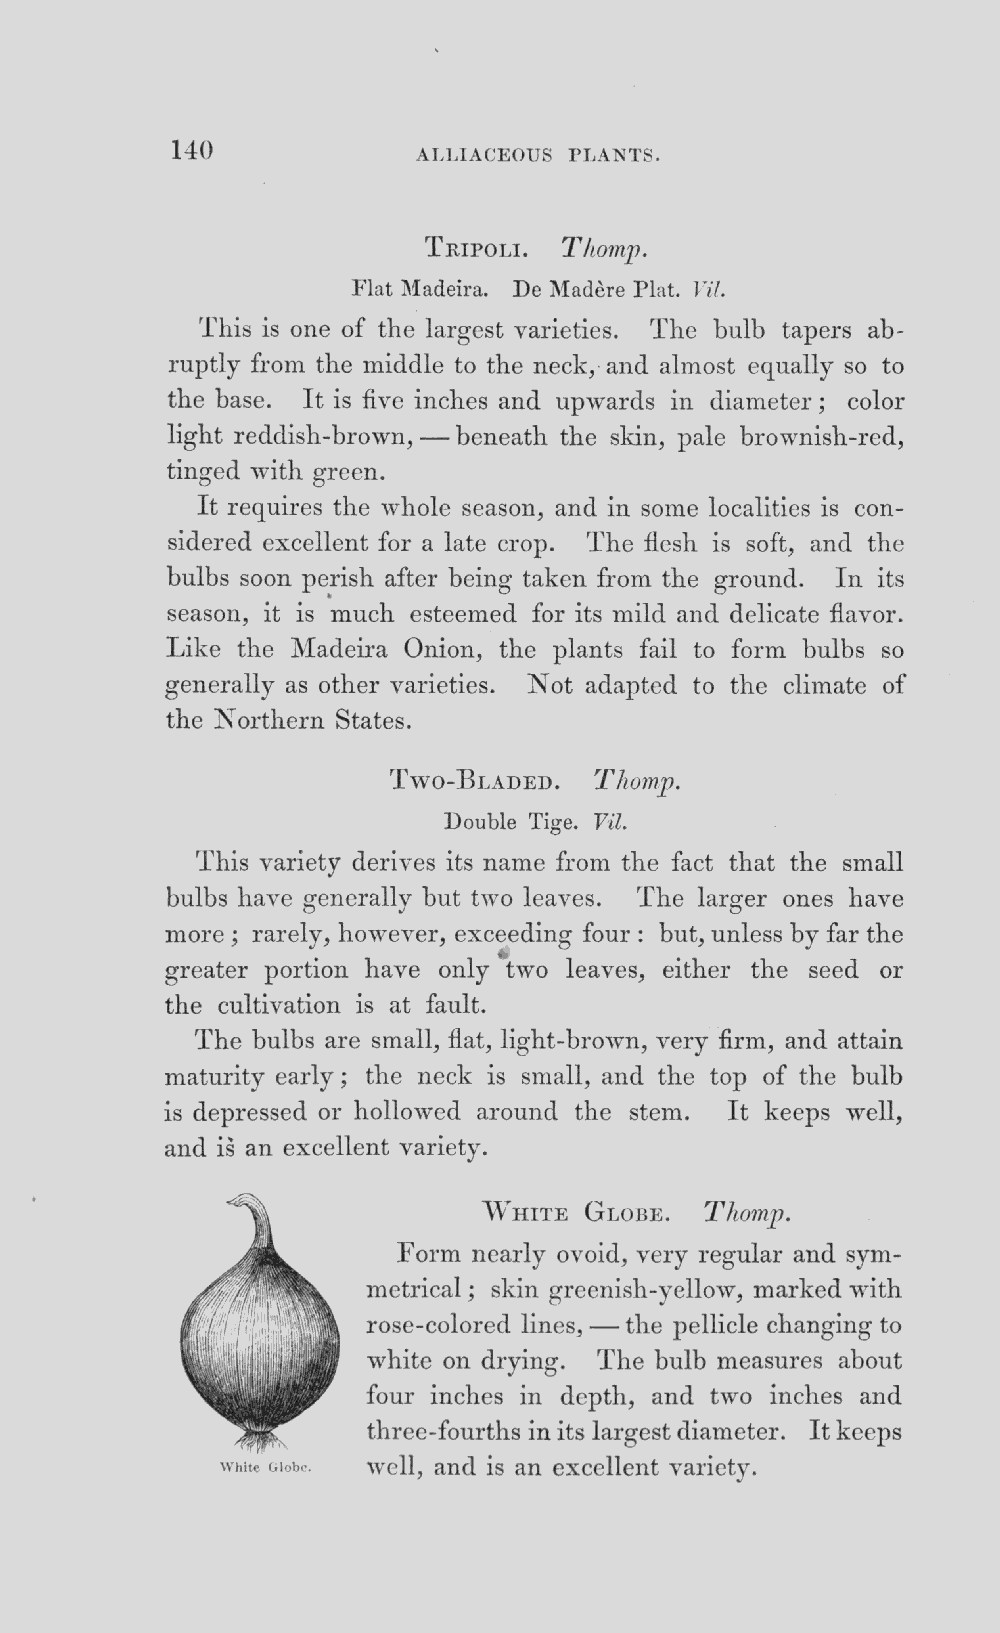 140
ALLIACEOUS PLANTS.
TRIPOLI. Thomp.
Flat Madeira. De Madère Plat. Vil.
This is one of the largest varieties. The bulb tapers ab-
ruptly from the middle to the neck, and almost equally so to
the base. It is five inches and upwards in diameter; color
light reddish-brown, — beneath the skin, pale brownish-red,
tinged with green.
It requires the whole season, and in some localities is con-
sidered excellent for a late crop. The flesh is soft, and the
bulbs soon perish after being taken from the ground. In its
season, it is much esteemed for its mild and delicate flavor.
Like the Madeira Onion, the plants fail to form bulbs so
generally as other varieties. Not adapted to the climate of
the Northern States.
TWO-BLADED. Thomp.
Double Tige. Vil.
This variety derives its name from the fact that the small
bulbs have generally but two leaves. The larger ones have
more; rarely, however, exceeding four: but, unless by far the
greater portion have only two leaves, either the seed or
the cultivation is at fault.
The bulbs are small, flat, light-brown, very firm, and attain
maturity early; the neck is small, and the top of the bulb
is depressed or hollowed around the stem. It keeps well,
and is an excellent variety.
WHITE GLOBE. Thomp.
Form nearly ovoid, very regular and sym-
metrical; skin greenish-yellow, marked with
rose-colored lines, — the pellicle changing to
white on drying. The bulb measures about
four inches in depth, and two inches and
three-fourths in its largest diameter. It keeps
well, and is an excellent variety.
White Globe.